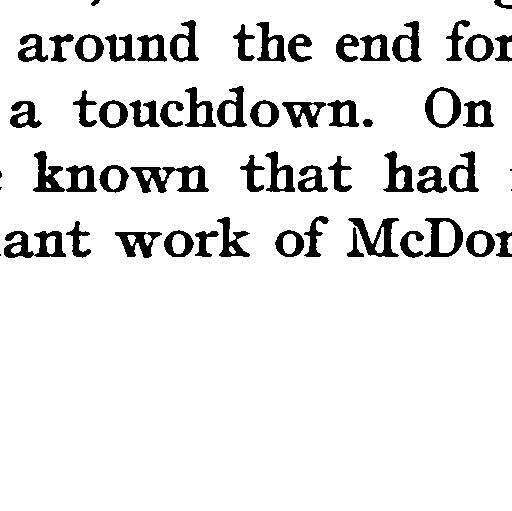 around the end for
a touchdown. On
known that had
ant work of McDon